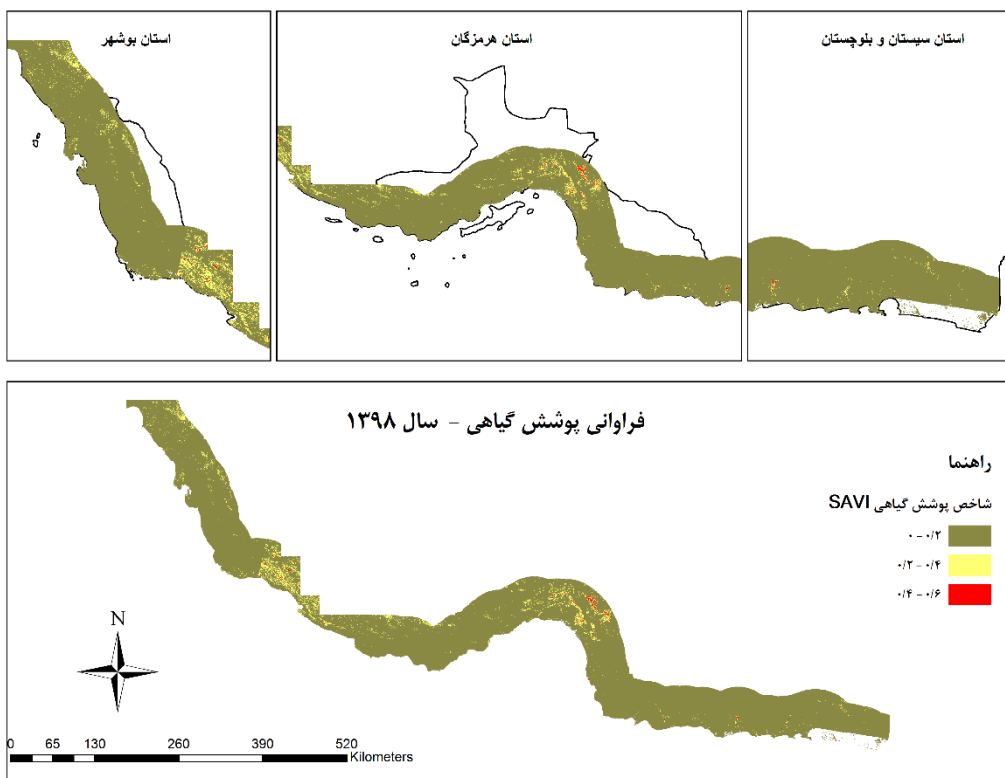 استان بوشهر
استان هرمزگان
استان سیستان و بلوچستان
فراوانی پوشش گیاهی - سال ۱۳۹۸
راهنما
شاخص پوشش گیاهی SAVI
۰ - ۰/۲
۰/۲ - ۰/۴
۰/۴ - ۰/۶
N
0 65 130 260 390 520
Kilometers